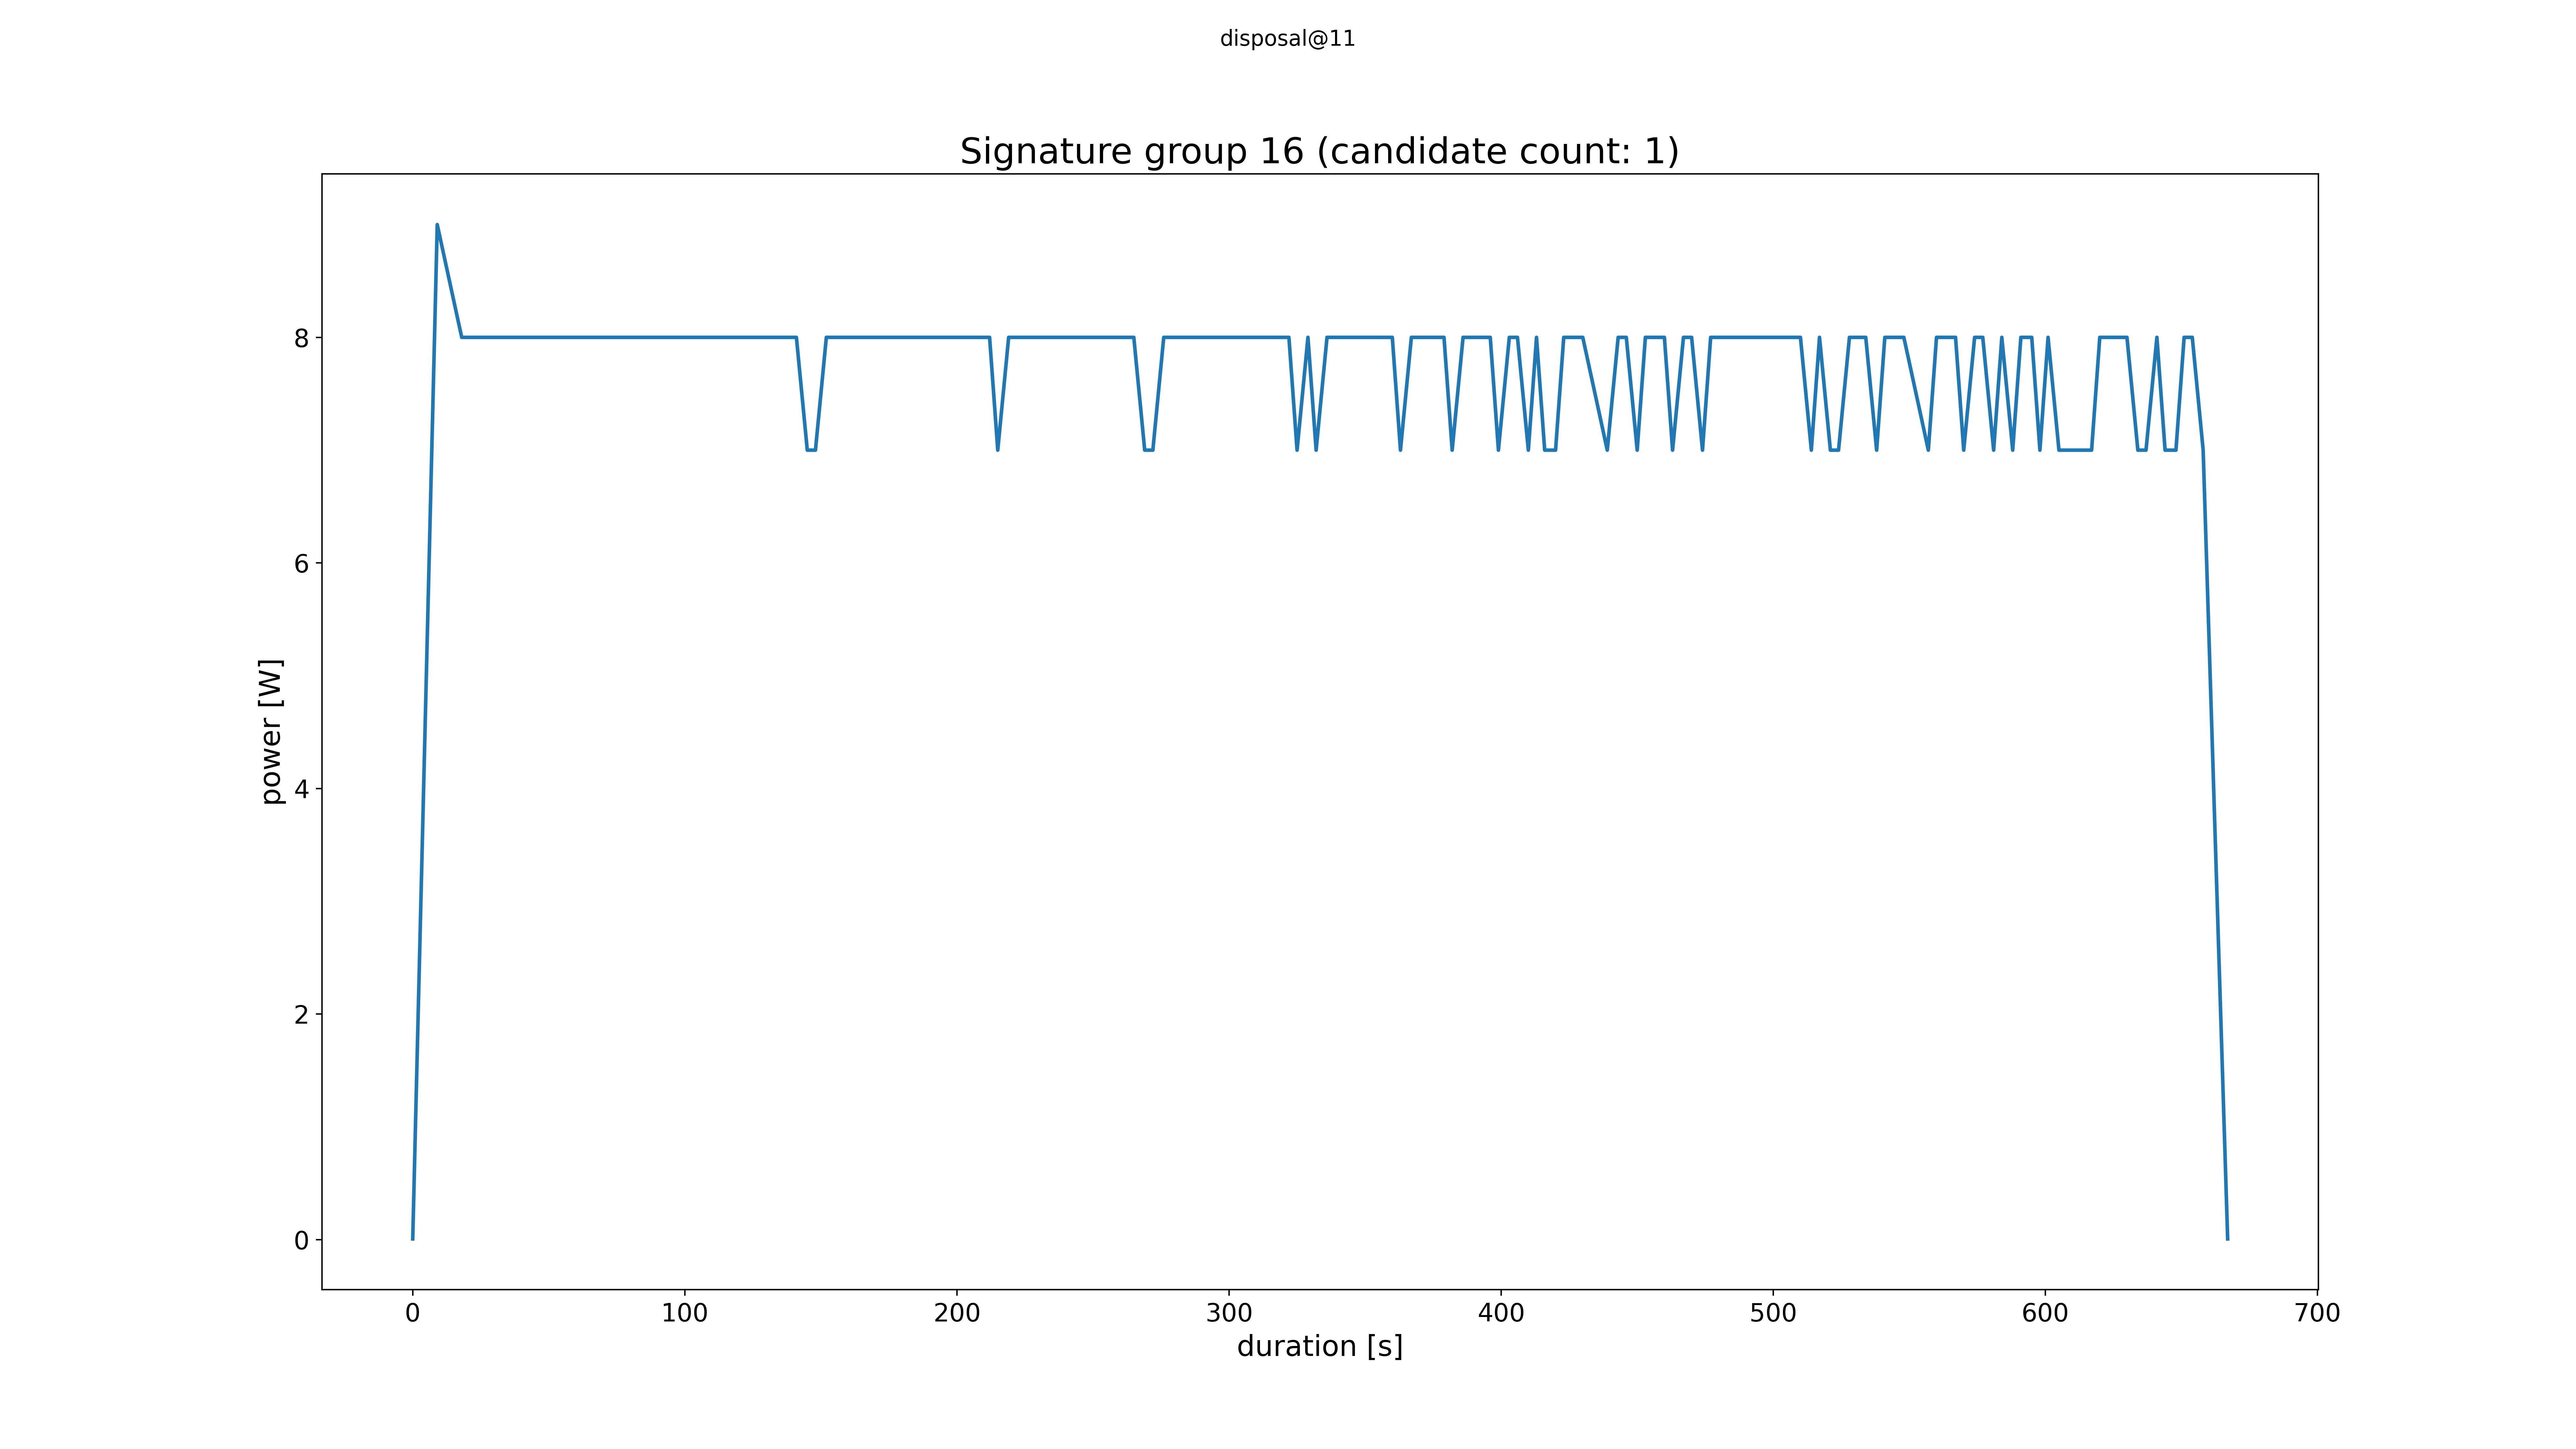 disposal@11
Signature group 16 (candidate count: 1)
power [W]
8
6
4
2
0
0 100 200 300 400 500 600 700
duration [s]